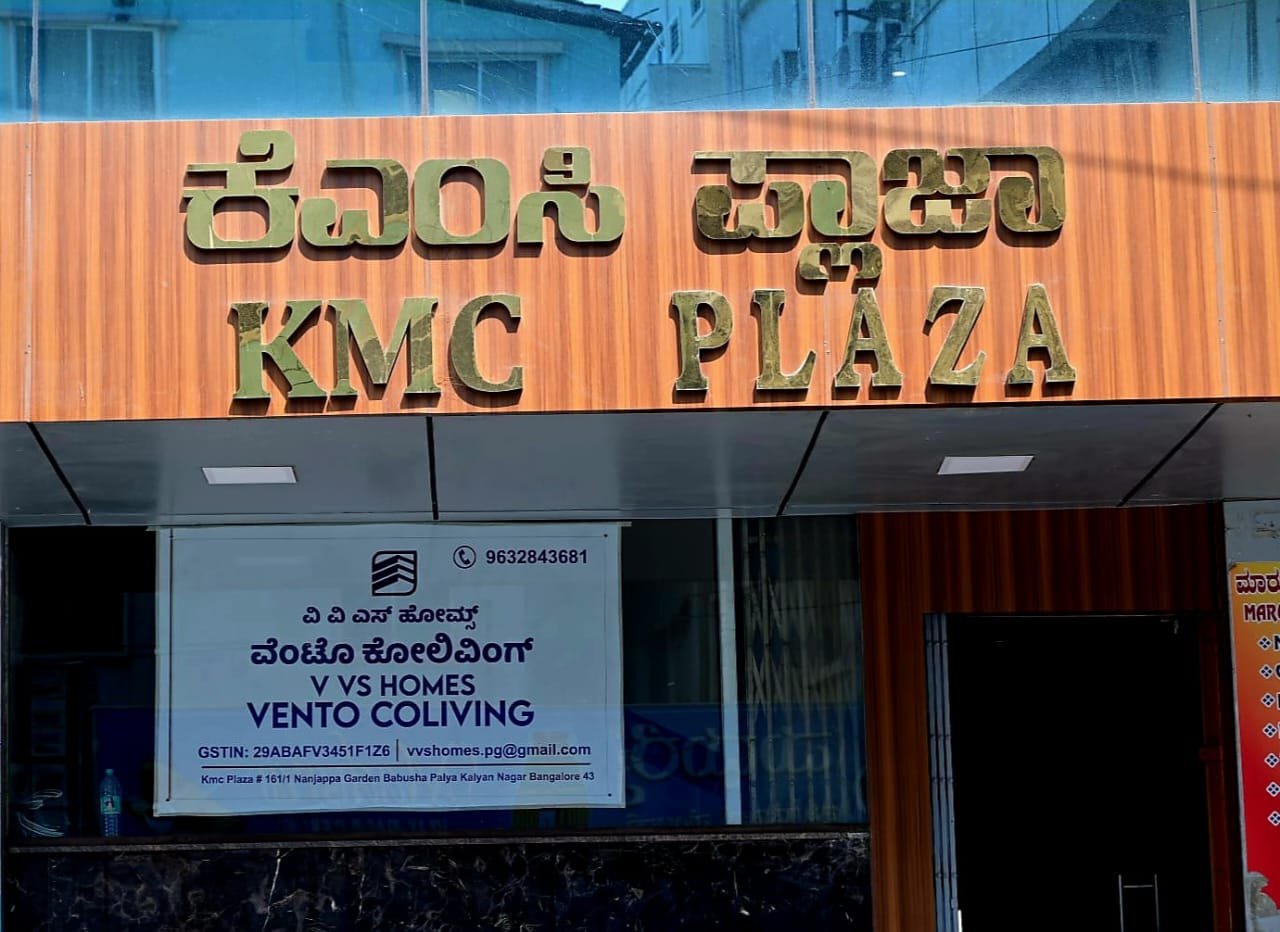 ಕೆಎಂಸಿ ಪ್ಲಾಜಾ
KMC PLAZA
9632843681
ವಿ ವಿ ಎಸ್ ಹೋಮ್ಸ್
ವೆಂಟೊ ಕೋಲಿವಿಂಗ್
V VS HOMES
VENTO COLIVING
GSTIN: 29ABAFV3451F1Z6 | vvshomes.pg@gmail.com
Kmc Plaza # 161/1 Nanjappa Garden Babusha Palya Kalyan Nagar Bangalore 43